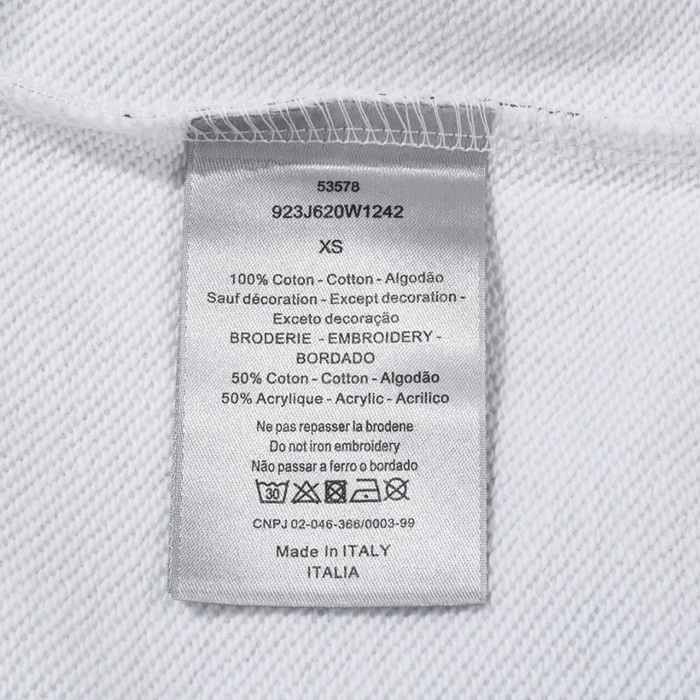 53578
923J620W1242
XS
100% Coton - Cotton - Algodão
Sauf décoration - Except decoration -
Exceto decoração
BRODERIE - EMBROIDERY -
BORDADO
50% Coton - Cotton - Algodão
50% Acrylique - Acrylic - Acriliço
Ne pas repasser la brodene
Do not iron embroidery
Não passar a ferro o bordado
30
CNPJ 02-046-366/0003-99
Made In ITALY
ITALIA